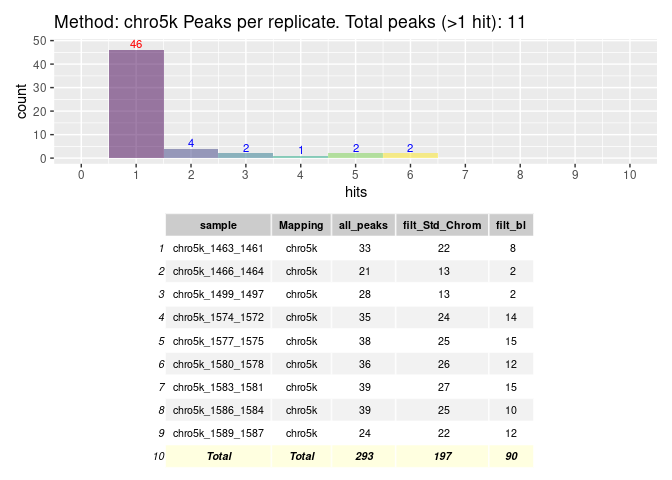 Method: chro5k Peaks per replicate. Total peaks (>1 hit): 11
50
40
30
20
10
0
count
46
4
2
1
2
2
0 1 2 3 4 5 6 7 8 9 10
hits
sample Mapping all_peaks filt_Std_Chrom filt_bl
1 chro5k_1463_1461 chro5k 33 22 8
2 chro5k_1466_1464 chro5k 21 13 2
3 chro5k_1499_1497 chro5k 28 13 2
4 chro5k_1574_1572 chro5k 35 24 14
5 chro5k_1577_1575 chro5k 38 25 15
6 chro5k_1580_1578 chro5k 36 26 12
7 chro5k_1583_1581 chro5k 39 27 15
8 chro5k_1586_1584 chro5k 39 25 10
9 chro5k_1589_1587 chro5k 24 22 12
10 Total Total 293 197 90